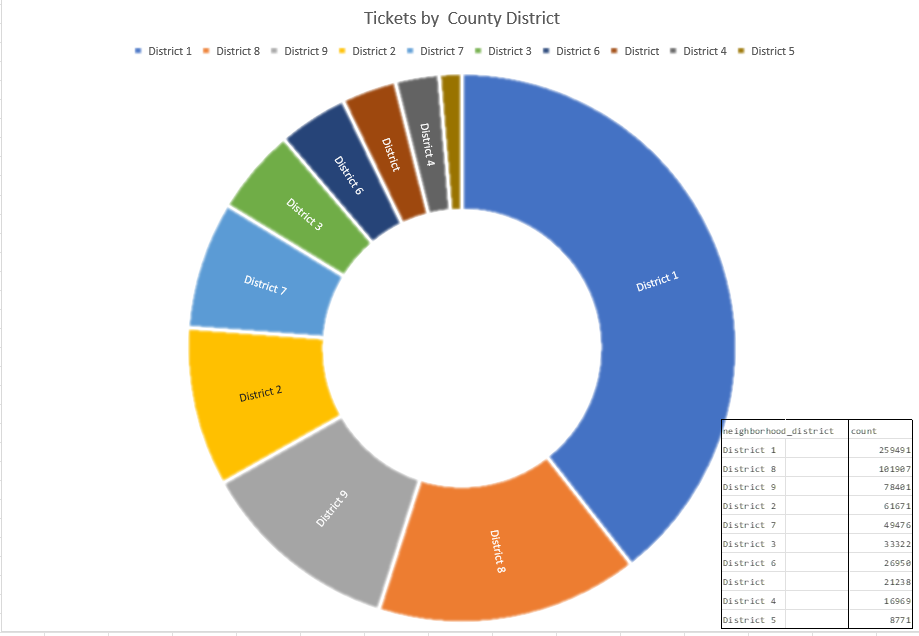 Tickets by  County District
District 1 District 8 District 9 District 2 District 7 District 3 District 6 District District 4 District 5
District 1
District 8
District 9
District 2
District 7
District 3
District 6
District
District 4
neighborhood_district count
District 1 259491
District 8 101907
District 9 78401
District 2 61671
District 7 49476
District 3 33322
District 6 26950
District 21238
District 4 16969
District 5 8771